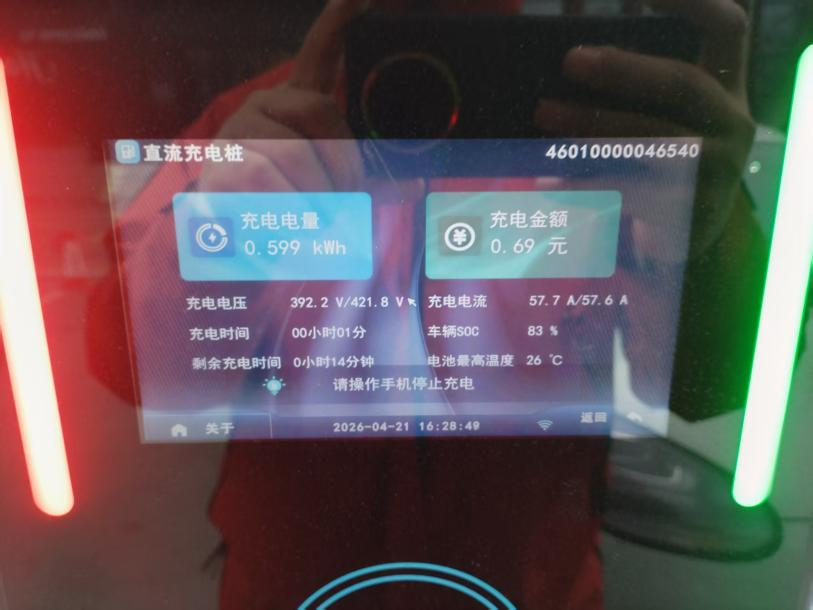 直流充电桩 46010000046540
充电电量 充电金额
0.599 kWh 0.69 元
充电电压 392.2 V/421.8 V 充电电流 57.7 A/57.6 A
充电时间 00小时01分 车辆SOC 83 %
剩余充电时间 0小时14分钟 电池最高温度 26 ℃
请操作手机停止充电
关于 2026-04-21 16:28:49 返回